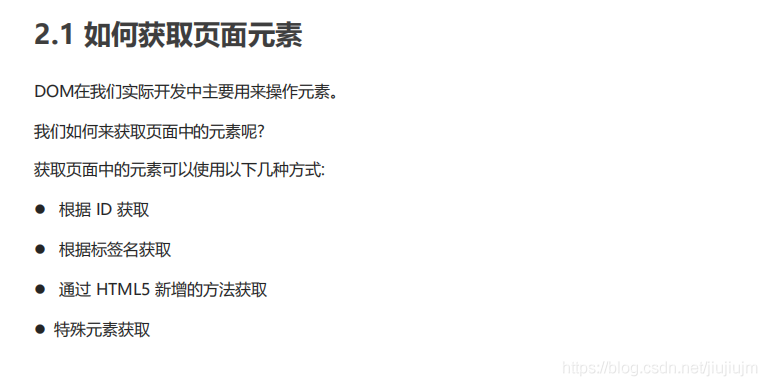 2.1 如何获取页面元素
DOM在我们实际开发中主要用来操作元素。
我们如何来获取页面中的元素呢?
获取页面中的元素可以使用以下几种方式:
● 根据 ID 获取
● 根据标签名获取
● 通过 HTML5 新增的方法获取
● 特殊元素获取
https://blog.csdn.net/jiujiujm